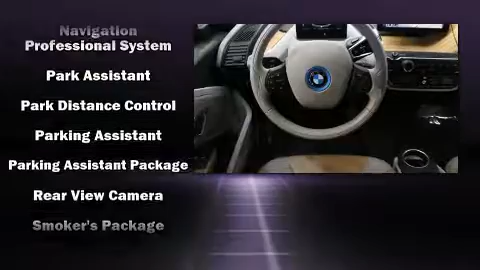 Navigation
Professional System
Park Assistant
Park Distance Control
Parking Assistant
Parking Assistant Package
Rear View Camera
Smoker's Package